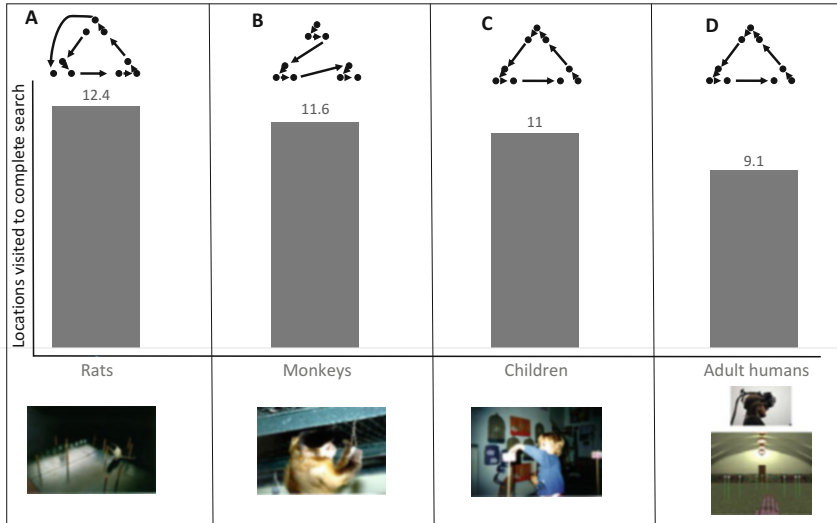 A
B
C
D
12.4
11.6
11
9.1
Locations visited to complete search
Rats
Monkeys
Children
Adult humans